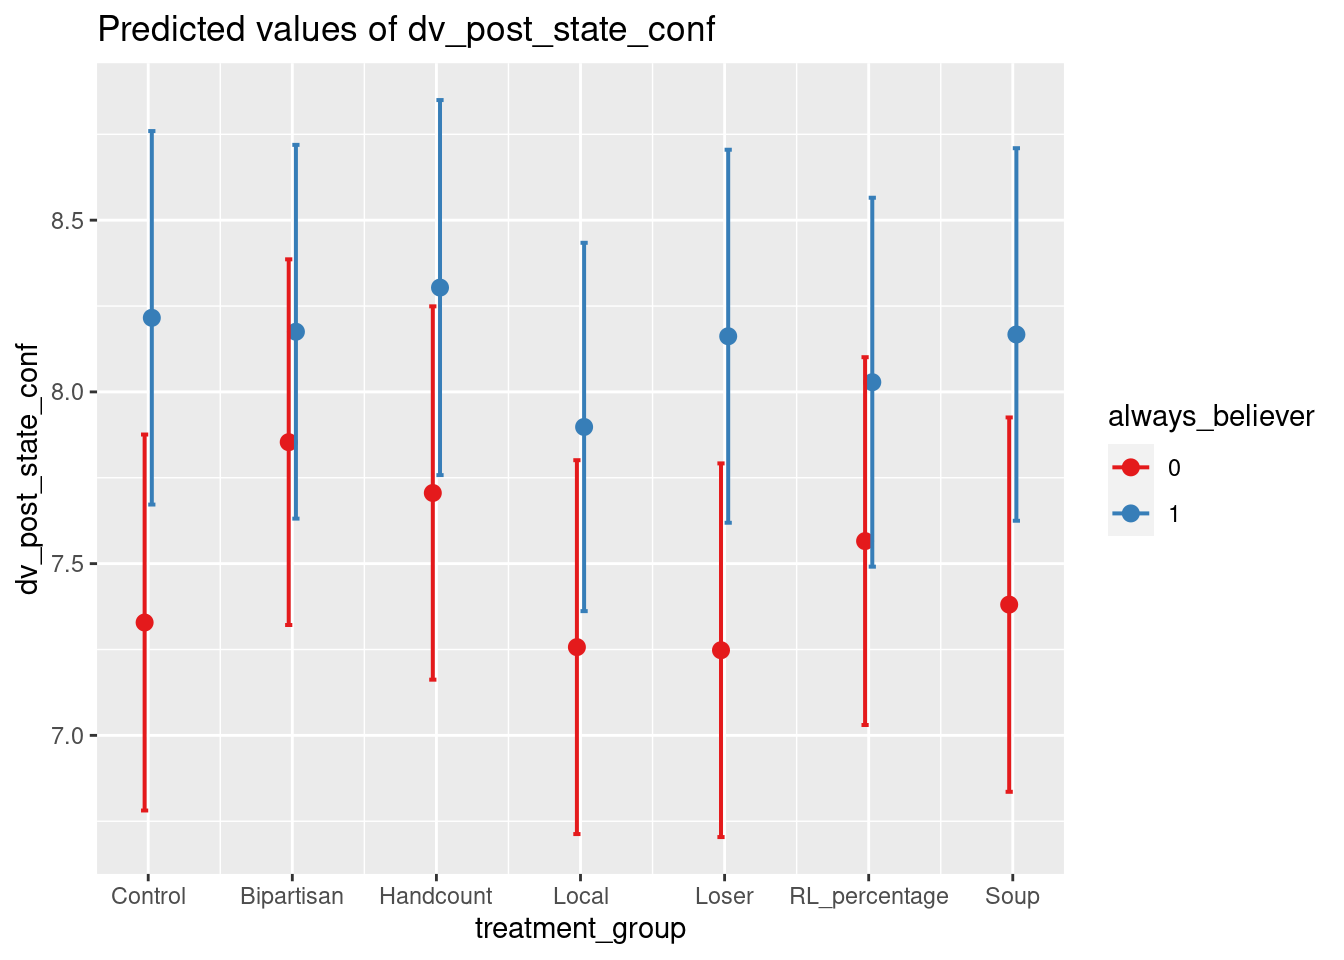 Predicted values of dv_post_state_conf
dv_post_state_conf
8.5
8.0
7.5
7.0
Control Bipartisan Handcount Local Loser RL_percentage Soup
treatment_group
always_believer
0
1